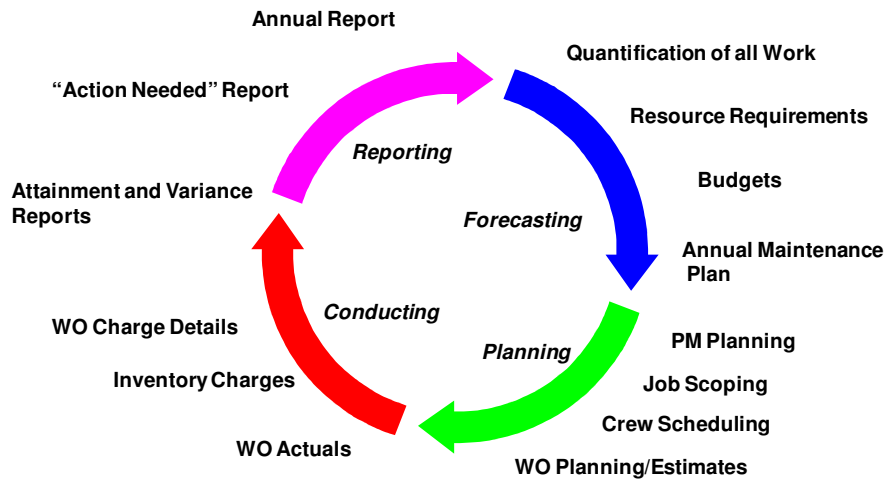 Annual Report
Quantification of all Work
“Action Needed” Report
Resource Requirements
Reporting
Budgets
Attainment and Variance
Reports
Forecasting
Annual Maintenance
Plan
Conducting
WO Charge Details
Planning
PM Planning
Inventory Charges
Job Scoping
Crew Scheduling
WO Actuals
WO Planning/Estimates